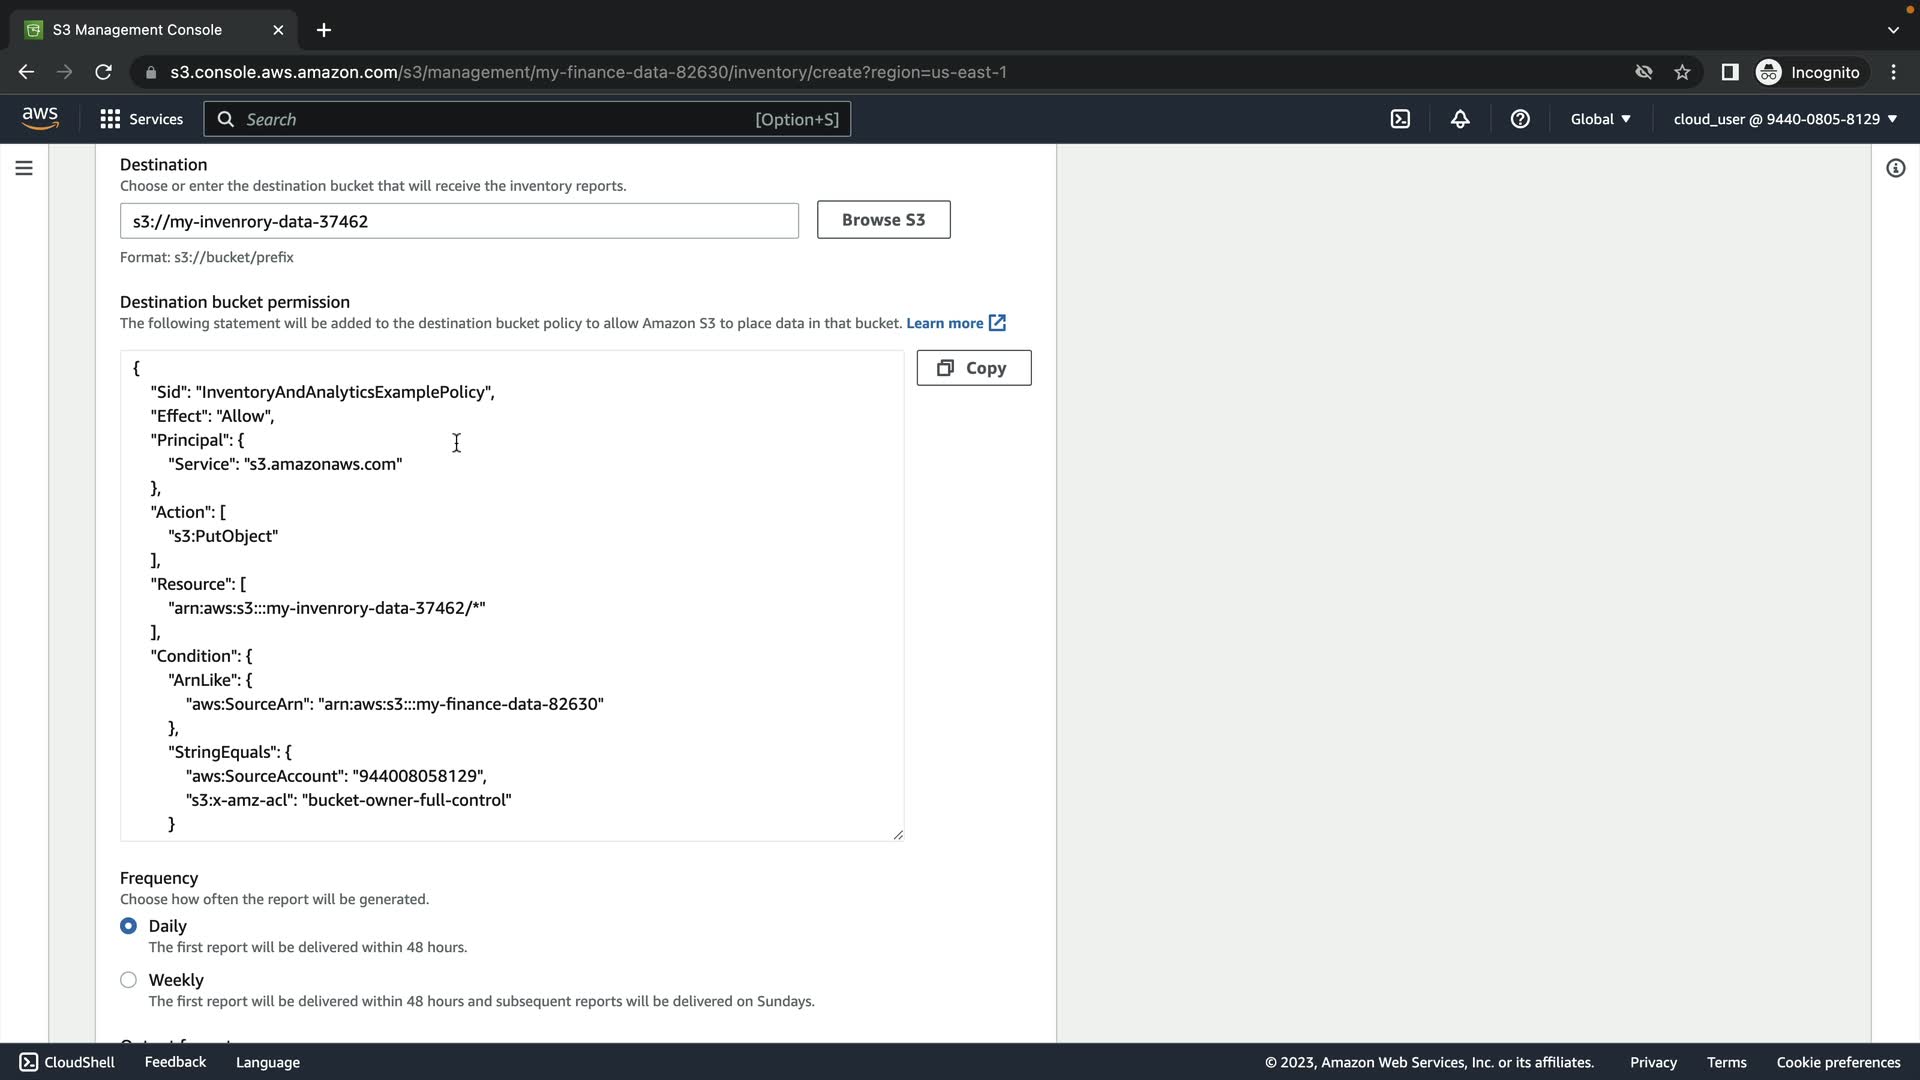 S3 Management Console
s3.console.aws.amazon.com/s3/management/my-finance-data-82630/inventory/create?region=us-east-1
Incognito
aws
Services
Search
[Option+S]
Global
cloud_user @ 9440-0805-8129
Destination
Choose or enter the destination bucket that will receive the inventory reports.
s3://my-invenrory-data-37462
Browse S3
Format: s3://bucket/prefix
Destination bucket permission
The following statement will be added to the destination bucket policy to allow Amazon S3 to place data in that bucket. Learn more
Copy
{
"Sid": "InventoryAndAnalyticsExamplePolicy",
"Effect": "Allow",
"Principal": {
"Service": "s3.amazonaws.com"
},
"Action": [
"s3:PutObject"
],
"Resource": [
"arn:aws:s3:::my-invenrory-data-37462/*"
],
"Condition": {
"ArnLike": {
"aws:SourceArn": "arn:aws:s3:::my-finance-data-82630"
},
"StringEquals": {
"aws:SourceAccount": "944008058129",
"s3:x-amz-acl": "bucket-owner-full-control"
}
Frequency
Choose how often the report will be generated.
Daily
The first report will be delivered within 48 hours.
Weekly
The first report will be delivered within 48 hours and subsequent reports will be delivered on Sundays.
CloudShell
Feedback
Language
© 2023, Amazon Web Services, Inc. or its affiliates.
Privacy
Terms
Cookie preferences